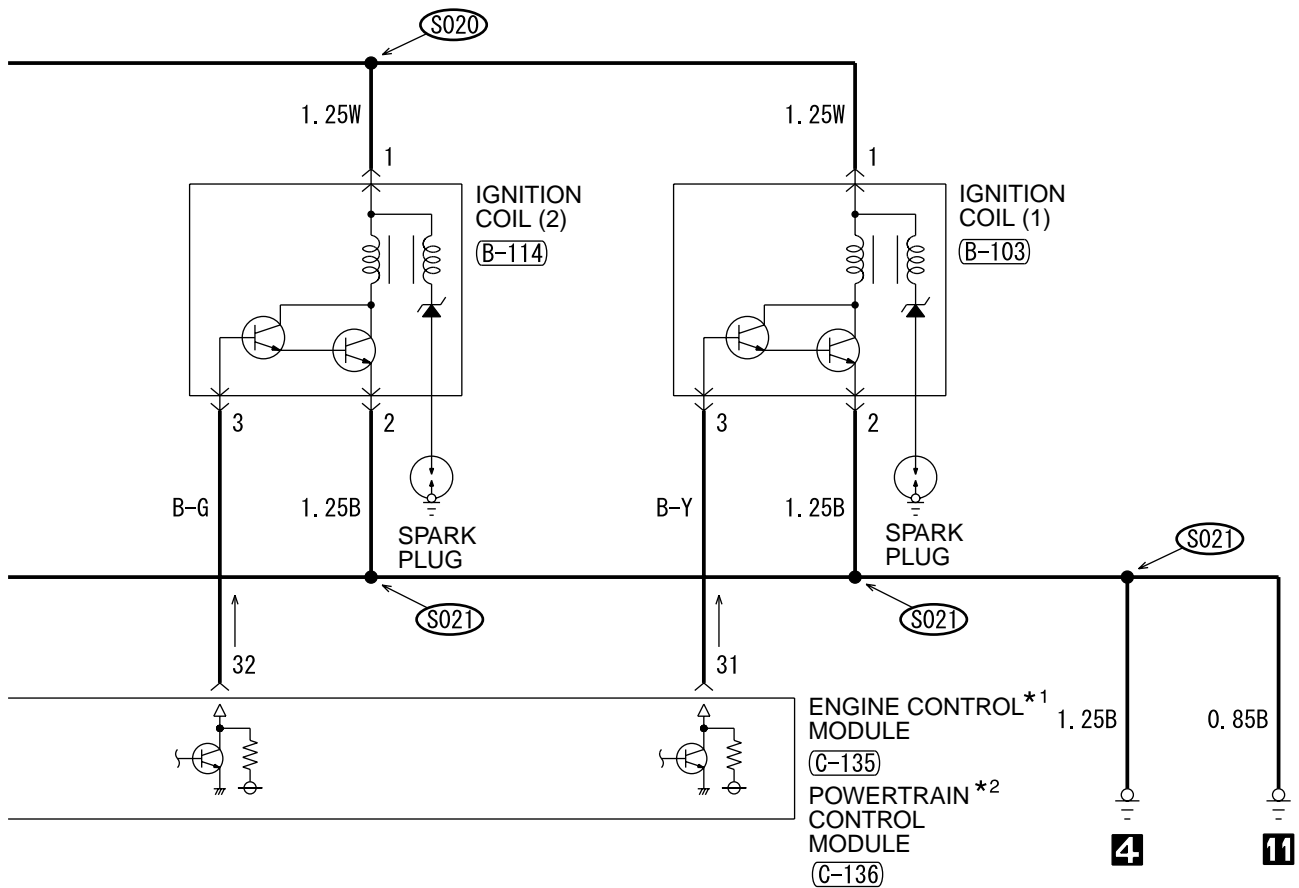 S020
1.25W
1.25W
1
1
IGNITION
COIL (2)
B-114
IGNITION
COIL (1)
B-103
3
2
3
2
B-G
1.25B
SPARK
PLUG
B-Y
1.25B
SPARK
PLUG
S021
S021
S021
32
31
ENGINE CONTROL*1
MODULE
C-135
POWERTRAIN*2
CONTROL
MODULE
C-136
1.25B
0.85B
4
11